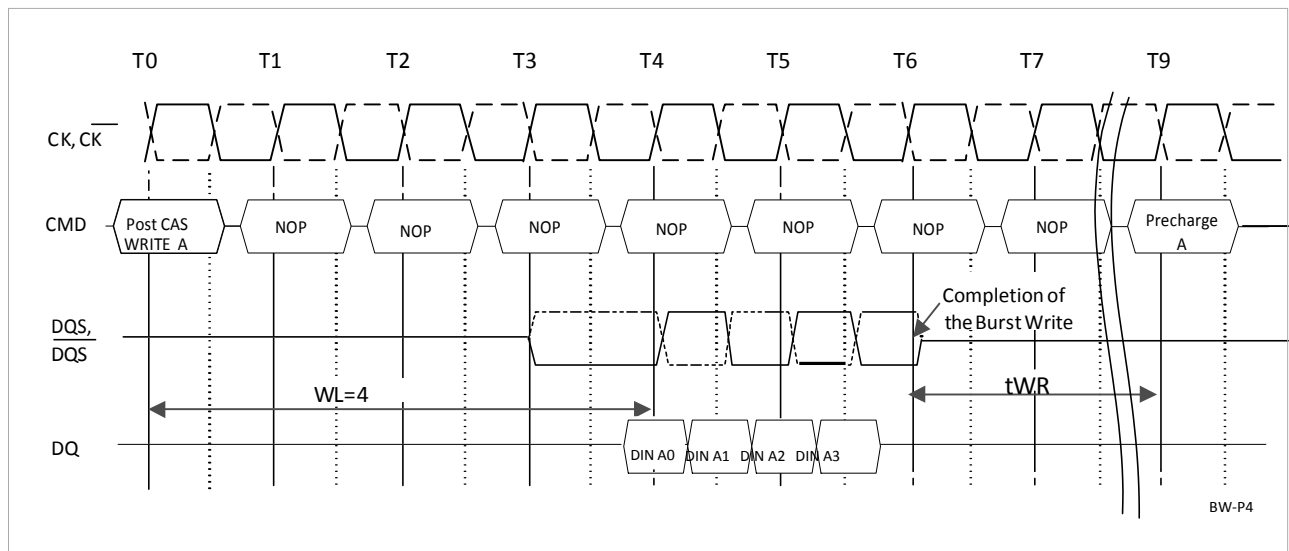 T0 T1 T2 T3 T4 T5 T6 T7 T9
CK, CK
CMD
Post CAS
WRITE A
NOP NOP NOP NOP NOP NOP NOP
Precharge
A
DQS,
DQS
Completion of
the Burst Write
WL=4
tWR
DQ
DIN A0 DIN A1 DIN A2 DIN A3
BW-P4